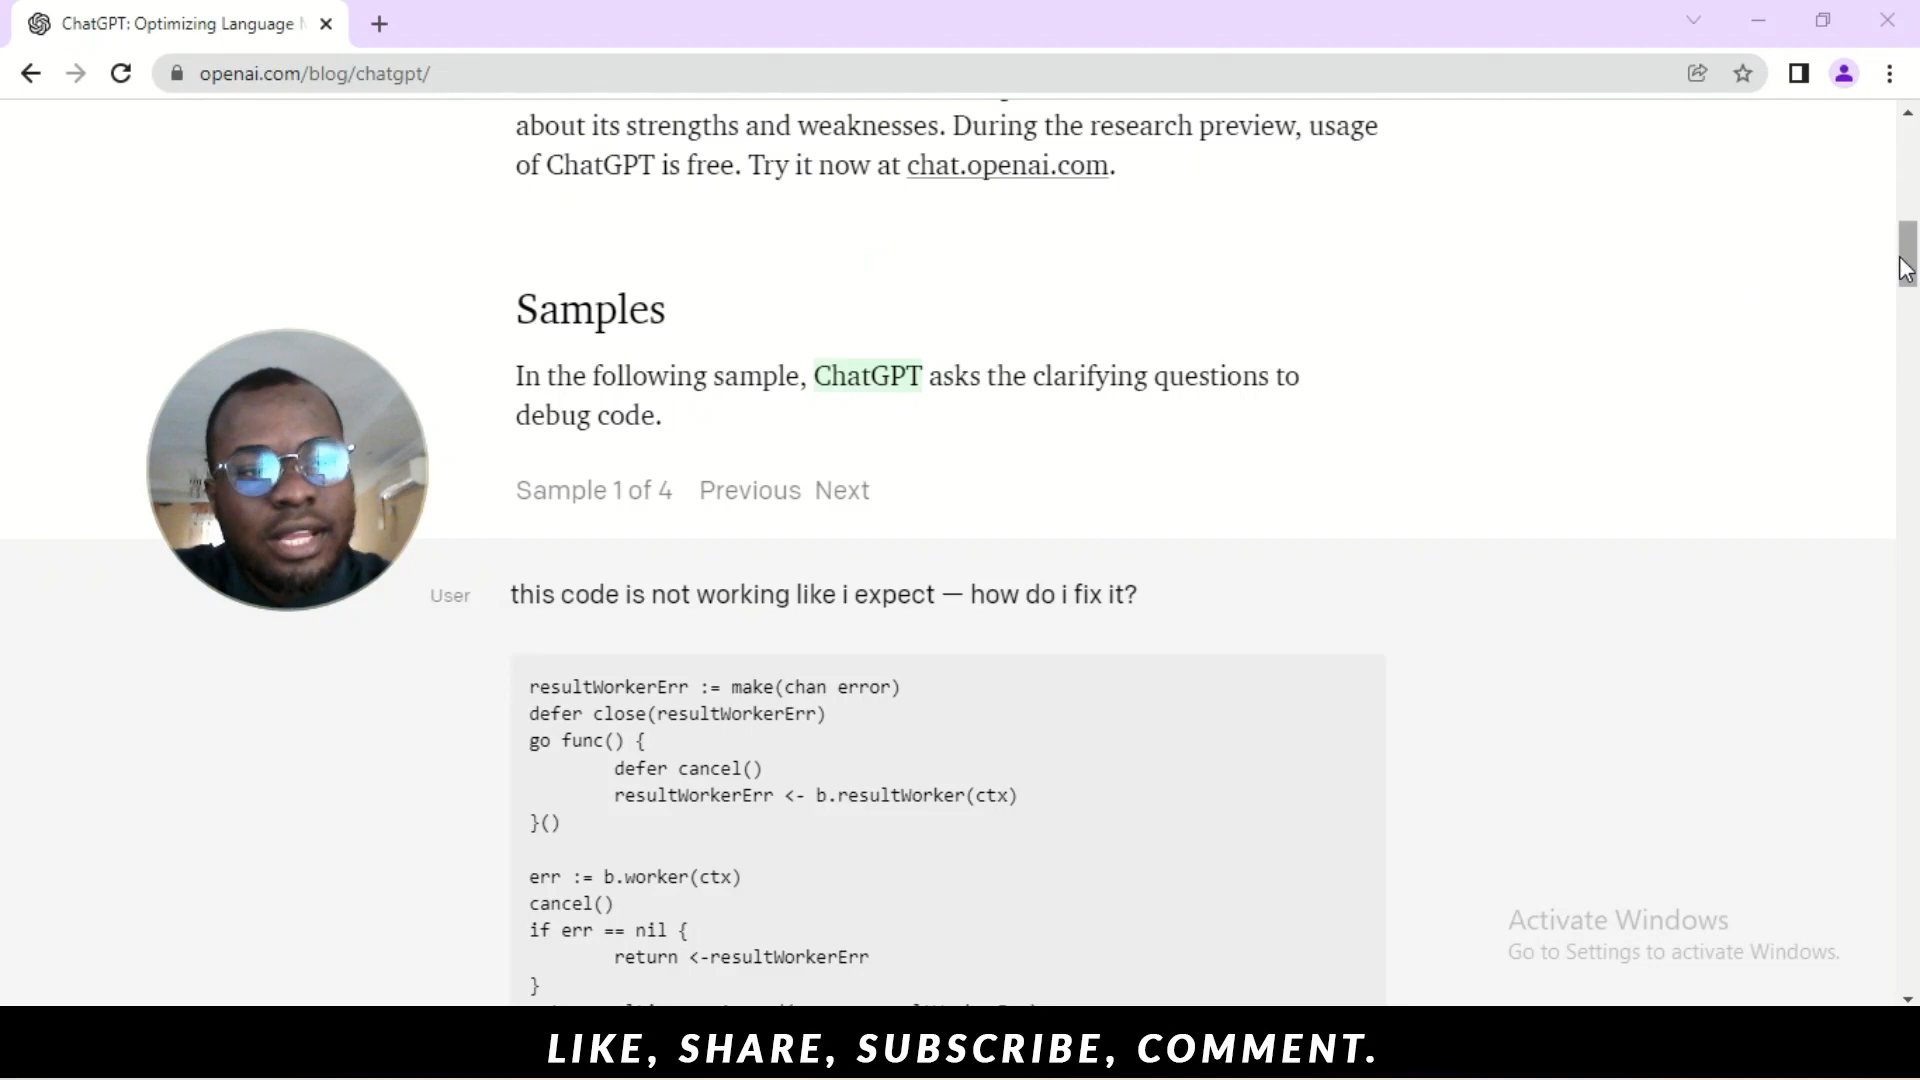 ChatGPT: Optimizing Language
openai.com/blog/chatgpt/
about its strengths and weaknesses. During the research preview, usage
of ChatGPT is free. Try it now at chat.openai.com.
Samples
In the following sample, ChatGPT asks the clarifying questions to
debug code.
Sample 1 of 4 Previous Next
User this code is not working like i expect — how do i fix it?
resultWorkerErr := make(chan error)
defer close(resultWorkerErr)
go func() {
defer cancel()
resultWorkerErr <- b.resultWorker(ctx)
}()
err := b.worker(ctx)
cancel()
if err == nil {
return <-resultWorkerErr
}
Activate Windows
Go to Settings to activate Windows.
LIKE, SHARE, SUBSCRIBE, COMMENT.